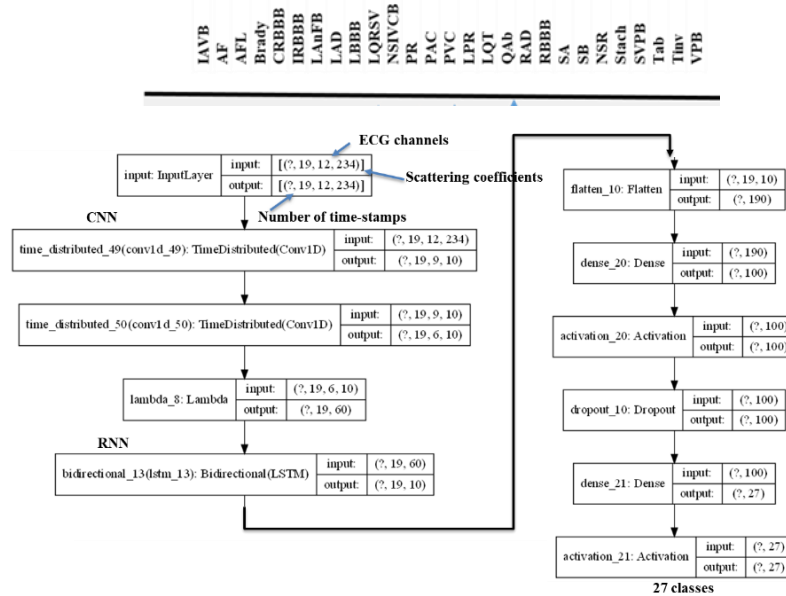 IAVB
AF
AFL
Brady
CRBBB
IRBBB
LAnFB
LAD
LBBB
LQRSV
NSIVCB
PR
PAC
PVC
LPR
LQT
QAb
RAD
RBBB
SA
SB
NSR
Stach
SVPB
Tab
Tinv
VPB
ECG channels
input: InputLayer
input: [(?, 19, 12, 234)]
output: [(?, 19, 12, 234)]
Scattering coefficients
Number of time-stamps
CNN
time_distributed_49(conv1d_49): TimeDistributed(Conv1D)
input: (?, 19, 12, 234)
output: (?, 19, 9, 10)
time_distributed_50(conv1d_50): TimeDistributed(Conv1D)
input: (?, 19, 9, 10)
output: (?, 19, 6, 10)
lambda_8: Lambda
input: (?, 19, 6, 10)
output: (?, 19, 60)
RNN
bidirectional_13(lstm_13): Bidirectional(LSTM)
input: (?, 19, 60)
output: (?, 19, 10)
flatten_10: Flatten
input: (?, 19, 10)
output: (?, 190)
dense_20: Dense
input: (?, 190)
output: (?, 100)
activation_20: Activation
input: (?, 100)
output: (?, 100)
dropout_10: Dropout
input: (?, 100)
output: (?, 100)
dense_21: Dense
input: (?, 100)
output: (?, 27)
activation_21: Activation
input: (?, 27)
output: (?, 27)
27 classes